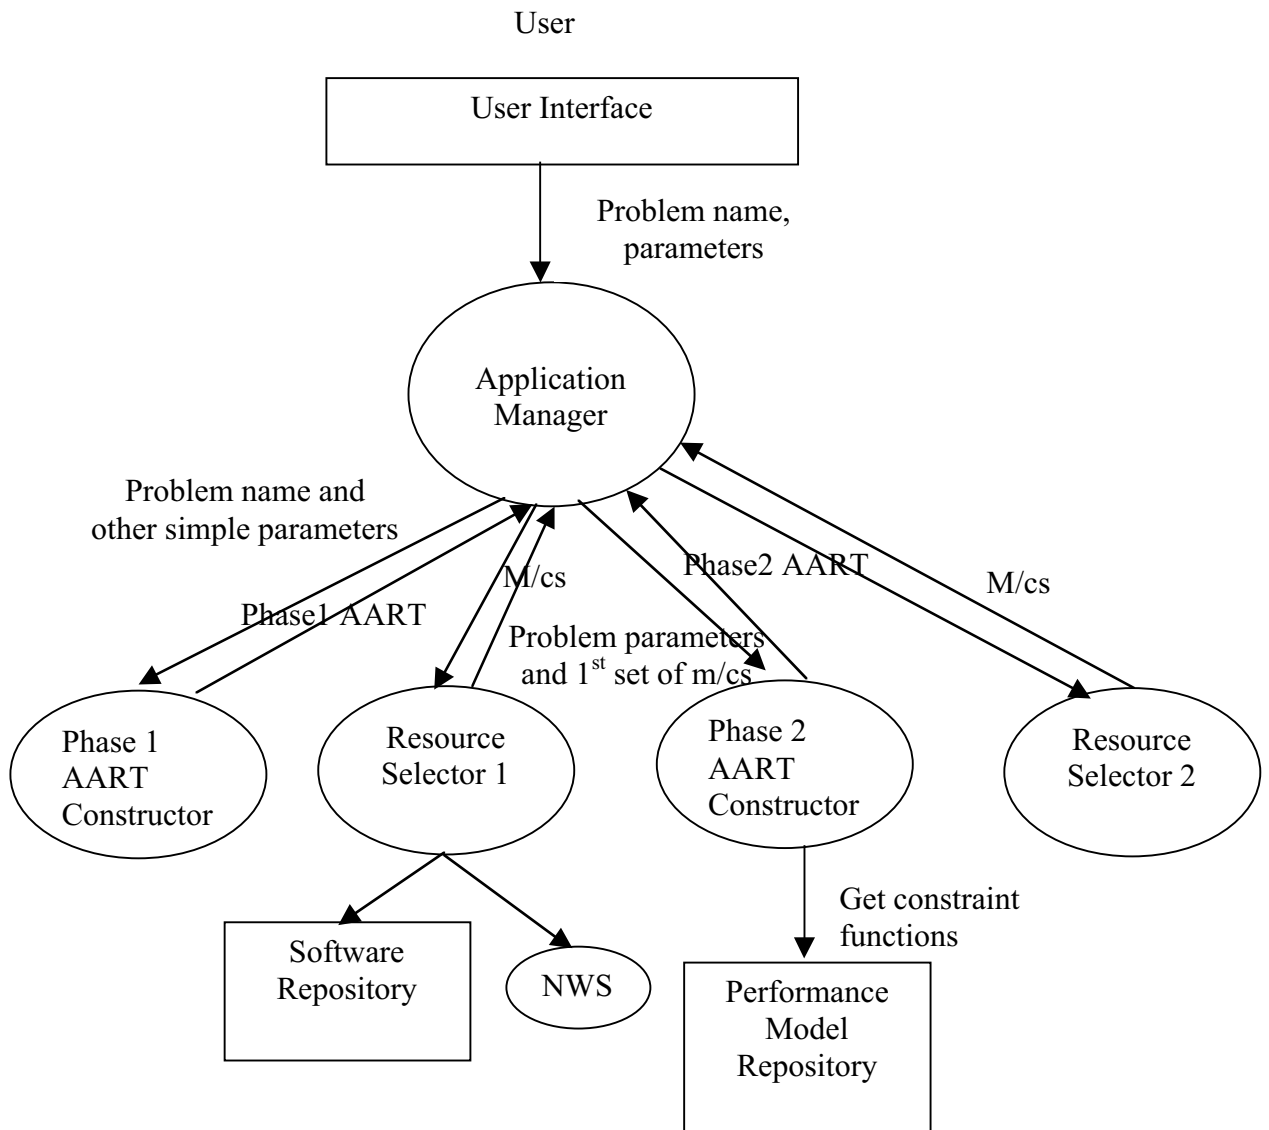 User
User Interface
Problem name,
parameters
Application
Manager
Problem name and
other simple parameters
Phase1 AART
M/cs
Problem parameters
and 1st set of m/cs
Phase2 AART
M/cs
Phase 1
AART
Constructor
Resource
Selector 1
Phase 2
AART
Constructor
Resource
Selector 2
Software
Repository
NWS
Get constraint
functions
Performance
Model
Repository